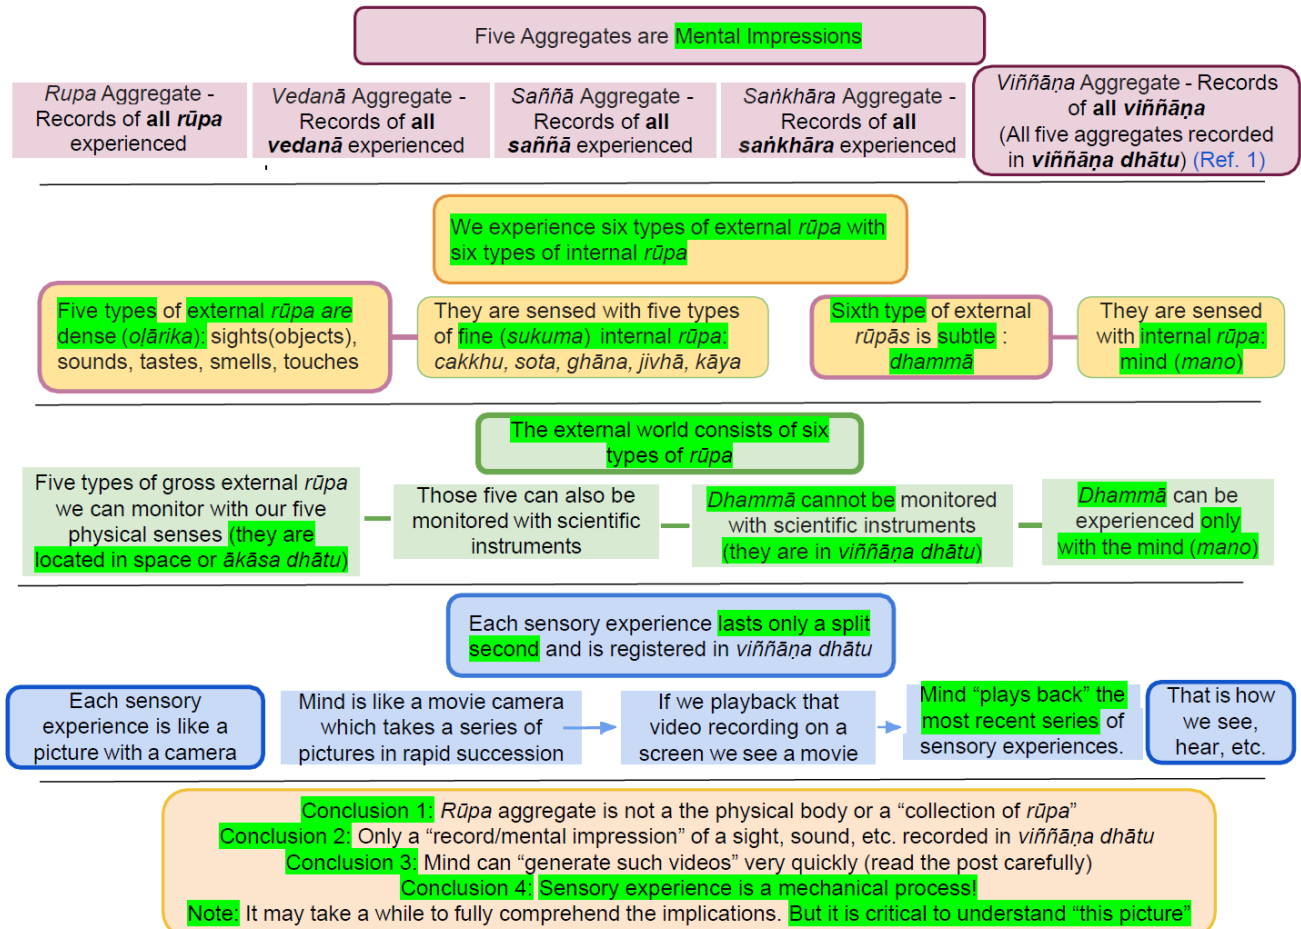 Five Aggregates are Mental Impressions
Rupa Aggregate -
Records of all rūpa
experienced
Vedanā Aggregate -
Records of all
vedanā experienced
Saññā Aggregate -
Records of all
saññā experienced
Saṅkhāra Aggregate -
Records of all
saṅkhāra experienced
Viññāṇa Aggregate - Records
of all viññāṇa
(All five aggregates recorded
in viññāṇa dhātu) (Ref. 1)
We experience six types of external rūpa with
six types of internal rūpa
Five types of external rūpa are
dense (oḷārika): sights(objects),
sounds, tastes, smells, touches
They are sensed with five types
of fine (sukuma) internal rūpa:
cakkhu, sota, ghāna, jivhā, kāya
Sixth type of external
rūpās is subtle :
dhammā
They are sensed
with internal rūpa:
mind (mano)
The external world consists of six
types of rūpa
Five types of gross external rūpa
we can monitor with our five
physical senses (they are
located in space or ākāsa dhātu)
Those five can also be
monitored with scientific
instruments
Dhammā cannot be monitored
with scientific instruments
(they are in viññāṇa dhātu)
Dhammā can be
experienced only
with the mind (mano)
Each sensory experience lasts only a split
second and is registered in viññāṇa dhātu
Each sensory
experience is like a
picture with a camera
Mind is like a movie camera
which takes a series of
pictures in rapid succession
If we playback that
video recording on a
screen we see a movie
Mind “plays back” the
most recent series of
sensory experiences.
That is how
we see,
hear, etc.
Conclusion 1: Rūpa aggregate is not a the physical body or a “collection of rūpa”
Conclusion 2: Only a “record/mental impression” of a sight, sound, etc. recorded in viññāṇa dhātu
Conclusion 3: Mind can “generate such videos” very quickly (read the post carefully)
Conclusion 4: Sensory experience is a mechanical process!
Note: It may take a while to fully comprehend the implications. But it is critical to understand “this picture”